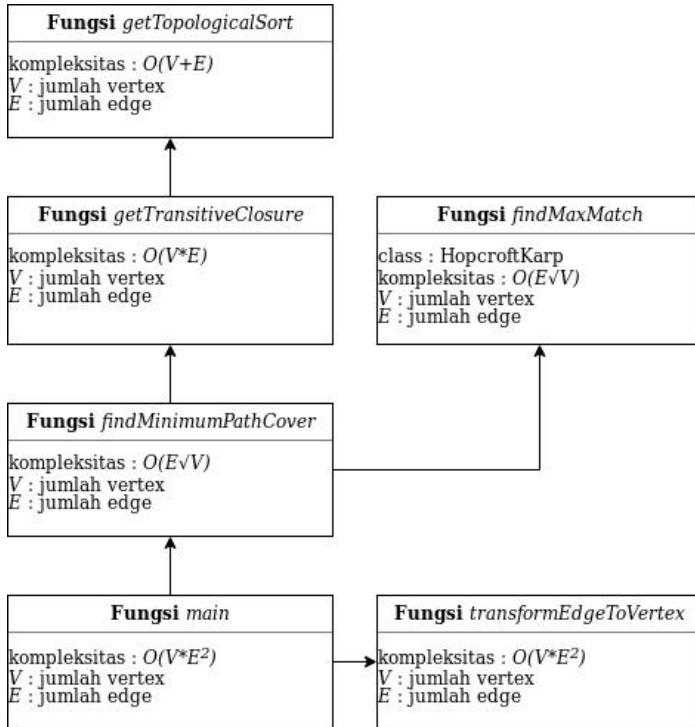 Fungsi getTopologicalSort
kompleksitas : O(V+E)
V : jumlah vertex
E : jumlah edge
Fungsi getTransitiveClosure
kompleksitas : O(V*E)
V : jumlah vertex
E : jumlah edge
Fungsi findMaxMatch
class : HopcroftKarp
kompleksitas : O(E√V)
V : jumlah vertex
E : jumlah edge
Fungsi findMinimumPathCover
kompleksitas : O(E√V)
V : jumlah vertex
E : jumlah edge
Fungsi main
kompleksitas : O(V*E²)
V : jumlah vertex
E : jumlah edge
Fungsi transformEdgeToVertex
kompleksitas : O(V*E²)
V : jumlah vertex
E : jumlah edge